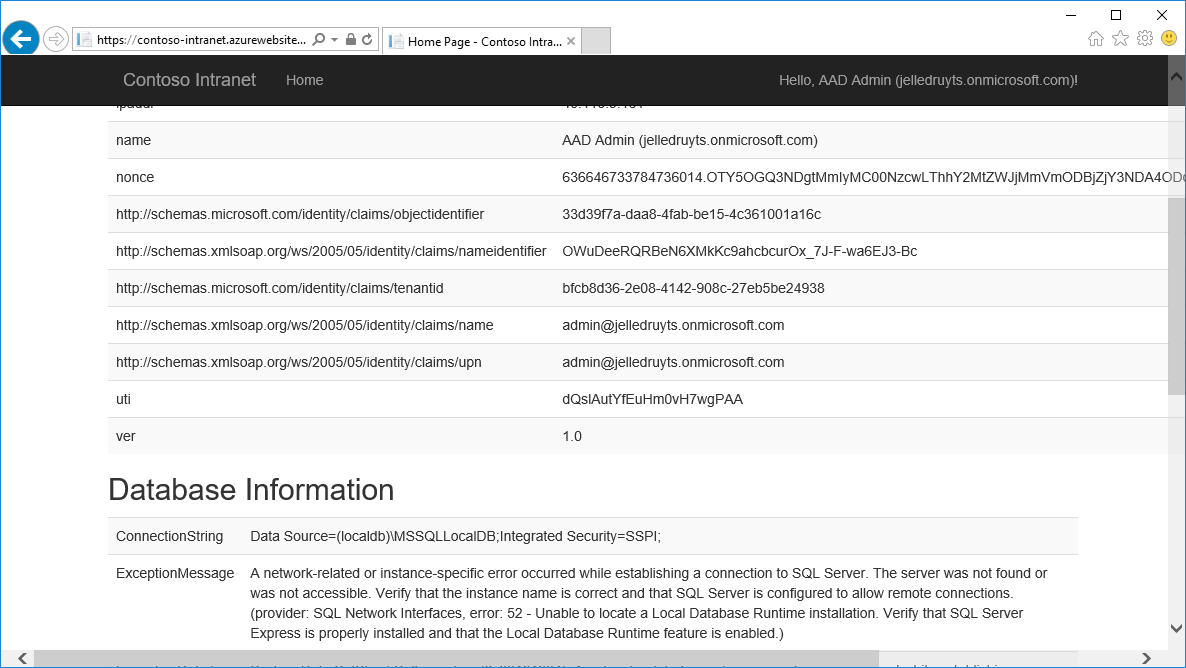 https://contoso-intranet.azurewebsite...
Home Page - Contoso Intra...
Contoso Intranet Home Hello, AAD Admin (jelledruyts.onmicrosoft.com)!
name AAD Admin (jelledruyts.onmicrosoft.com)
nonce
http://schemas.microsoft.com/identity/claims/objectidentifier 33d39f7a-daa8-4fab-be15-4c361001a16c
http://schemas.xmlsoap.org/ws/2005/05/identity/claims/nameidentifier OWuDeeRQRBeN6XMkKc9ahcbcurOx_7J-F-wa6EJ3-Bc
http://schemas.microsoft.com/identity/claims/tenantid bfcb8d36-2e08-4142-908c-27eb5be24938
http://schemas.xmlsoap.org/ws/2005/05/identity/claims/name admin@jelledruyts.onmicrosoft.com
http://schemas.xmlsoap.org/ws/2005/05/identity/claims/upn admin@jelledruyts.onmicrosoft.com
uti dQslAutYfEuHm0vH7wgPAA
ver 1.0
Database Information
ConnectionString Data Source=(localdb)\MSSQLLocalDB;Integrated Security=SSPI;
ExceptionMessage A network-related or instance-specific error occurred while establishing a connection to SQL Server. The server was not found or
was not accessible. Verify that the instance name is correct and that SQL Server is configured to allow remote connections.
(provider: SQL Network Interfaces, error: 52 - Unable to locate a Local Database Runtime installation. Verify that SQL Server
Express is properly installed and that the Local Database Runtime feature is enabled.)